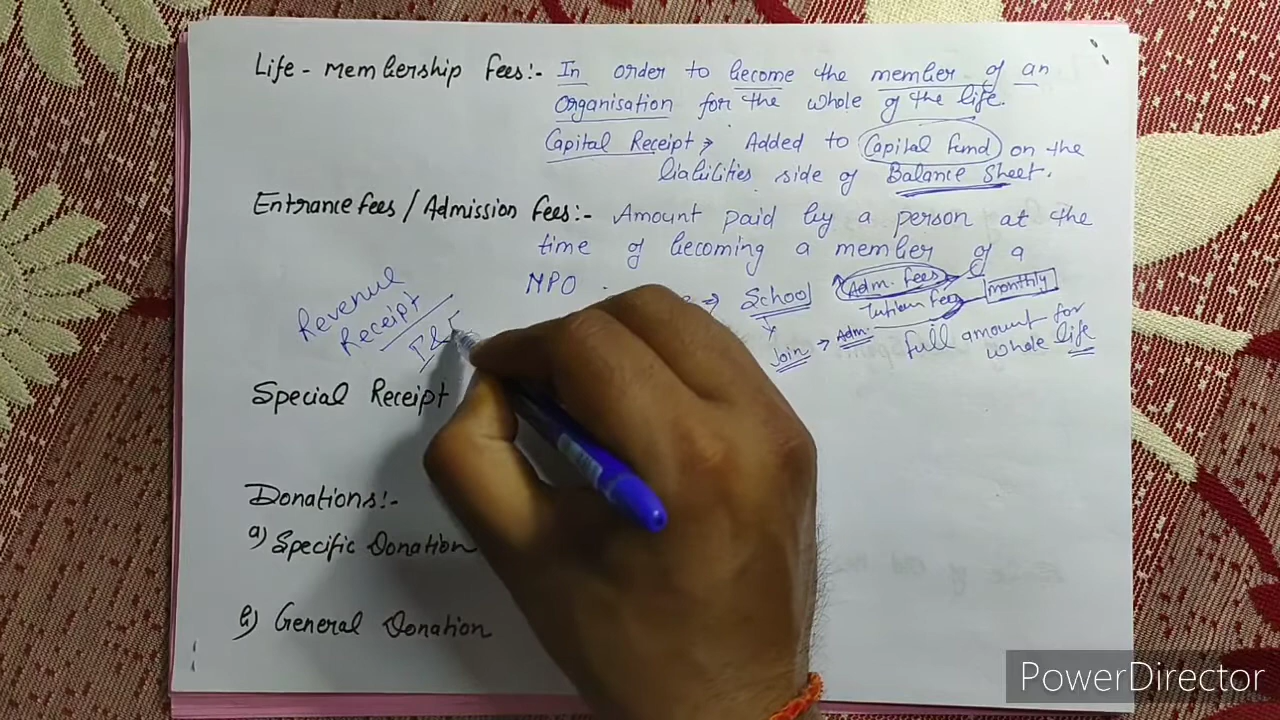 Life - Membership Fees:- In order to become the member of an
Organisation for the whole of the life.
Capital Receipt → Added to Capital Fund on the
liabilities side of Balance Sheet.
Entrance fees / Admission Fees:- Amount paid by a person at the
time of becoming a member of a
NPO.
→ School
Adm. Fees
Tution Fee
monthly
Join → Adm.
full amount for
whole life
Revenue
Receipt
Special Receipt
Donations:-
a) Specific Donation
b) General Donation
PowerDirector